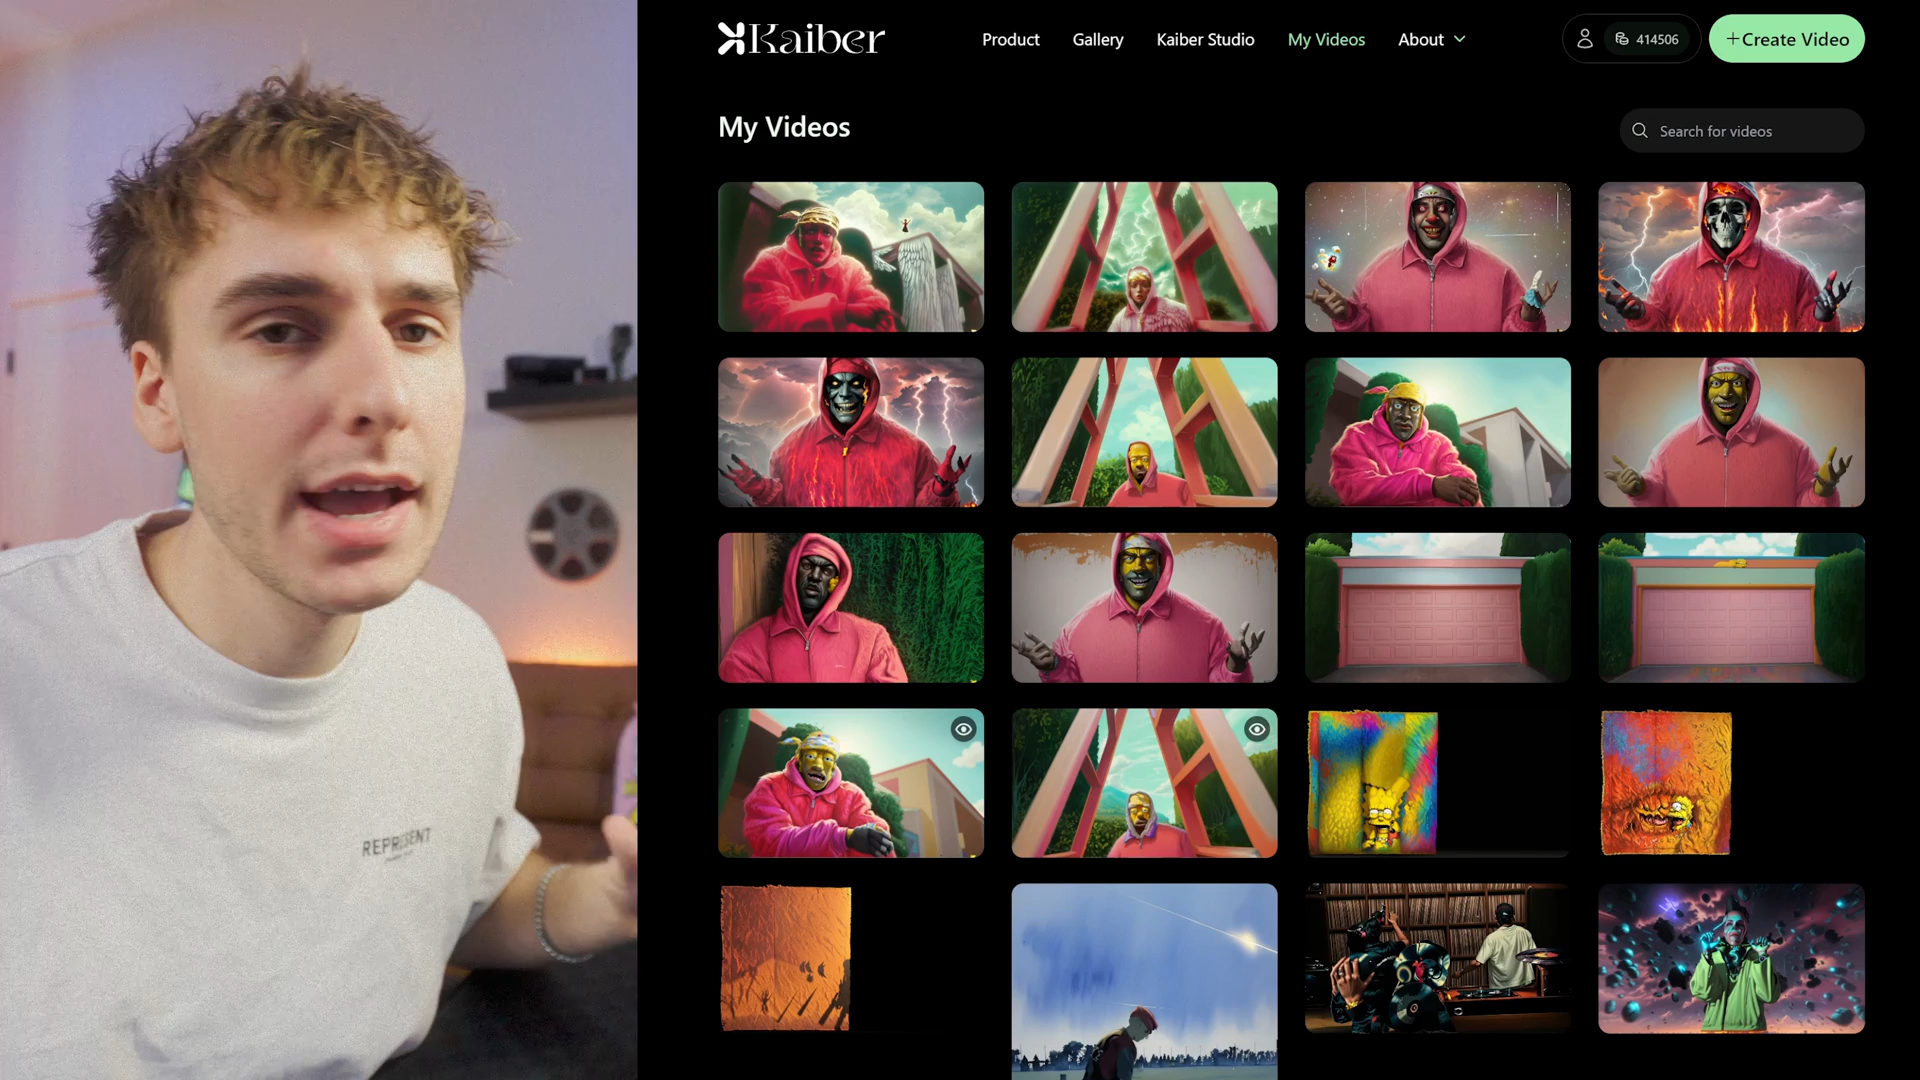 Kaiber
Product
Gallery
Kaiber Studio
My Videos
About
414506
+Create Video
My Videos
Search for videos
REPRESENT